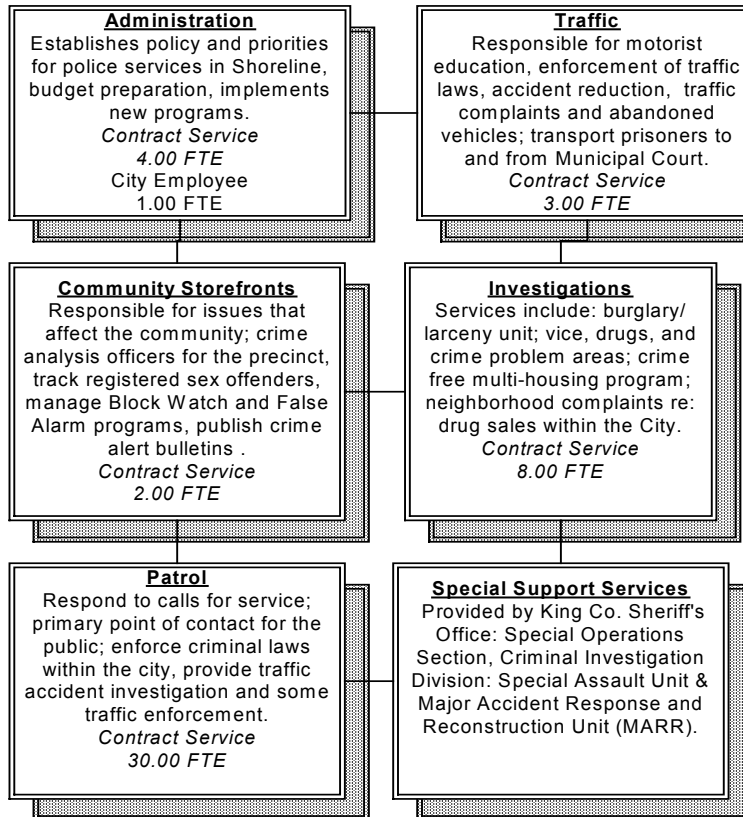 Administration
Establishes policy and priorities
for police services in Shoreline,
budget preparation, implements
new programs.
Contract Service
4.00 FTE
City Employee
1.00 FTE
Traffic
Responsible for motorist
education, enforcement of traffic
laws, accident reduction, traffic
complaints and abandoned
vehicles; transport prisoners to
and from Municipal Court.
Contract Service
3.00 FTE
Community Storefronts
Responsible for issues that
affect the community; crime
analysis officers for the precinct,
track registered sex offenders,
manage Block Watch and False
Alarm programs, publish crime
alert bulletins .
Contract Service
2.00 FTE
Investigations
Services include: burglary/
larceny unit; vice, drugs, and
crime problem areas; crime
free multi-housing program;
neighborhood complaints re:
drug sales within the City.
Contract Service
8.00 FTE
Patrol
Respond to calls for service;
primary point of contact for the
public; enforce criminal laws
within the city, provide traffic
accident investigation and some
traffic enforcement.
Contract Service
30.00 FTE
Special Support Services
Provided by King Co. Sheriff's
Office: Special Operations
Section, Criminal Investigation
Division: Special Assault Unit &
Major Accident Response and
Reconstruction Unit (MARR).